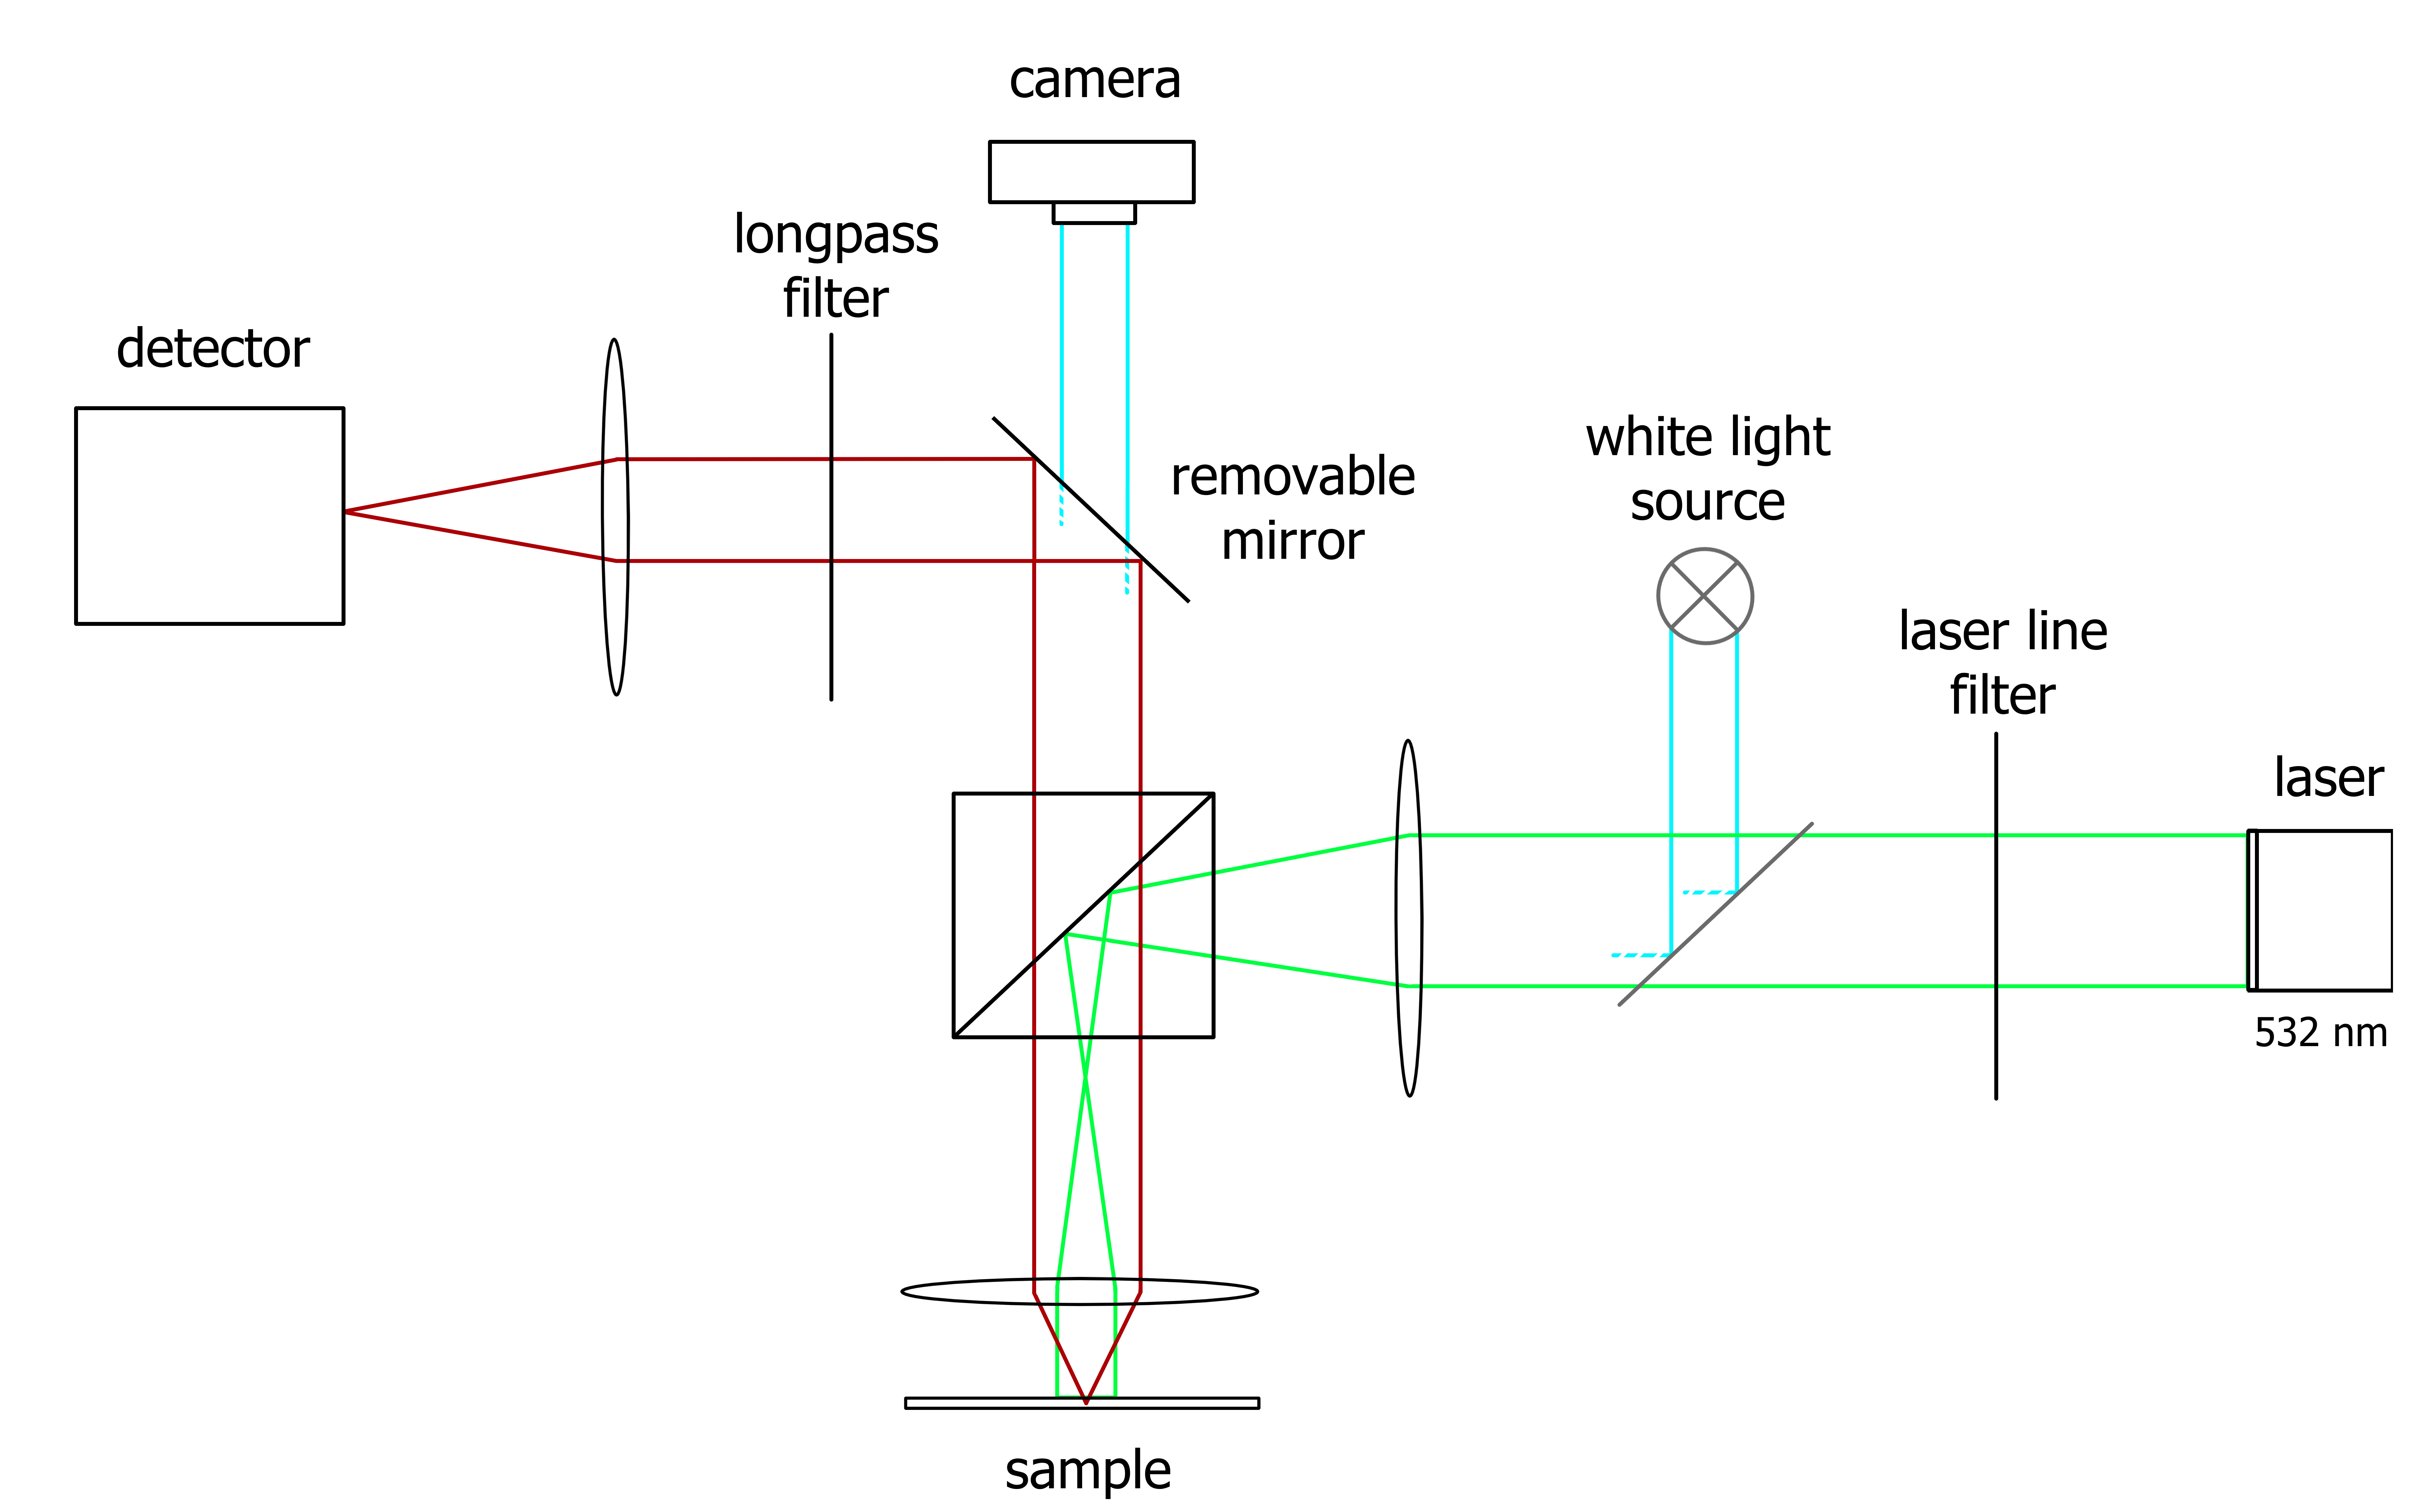 camera
longpass
filter
detector
removable
mirror
white light
source
laser line
filter
laser
532 nm
sample